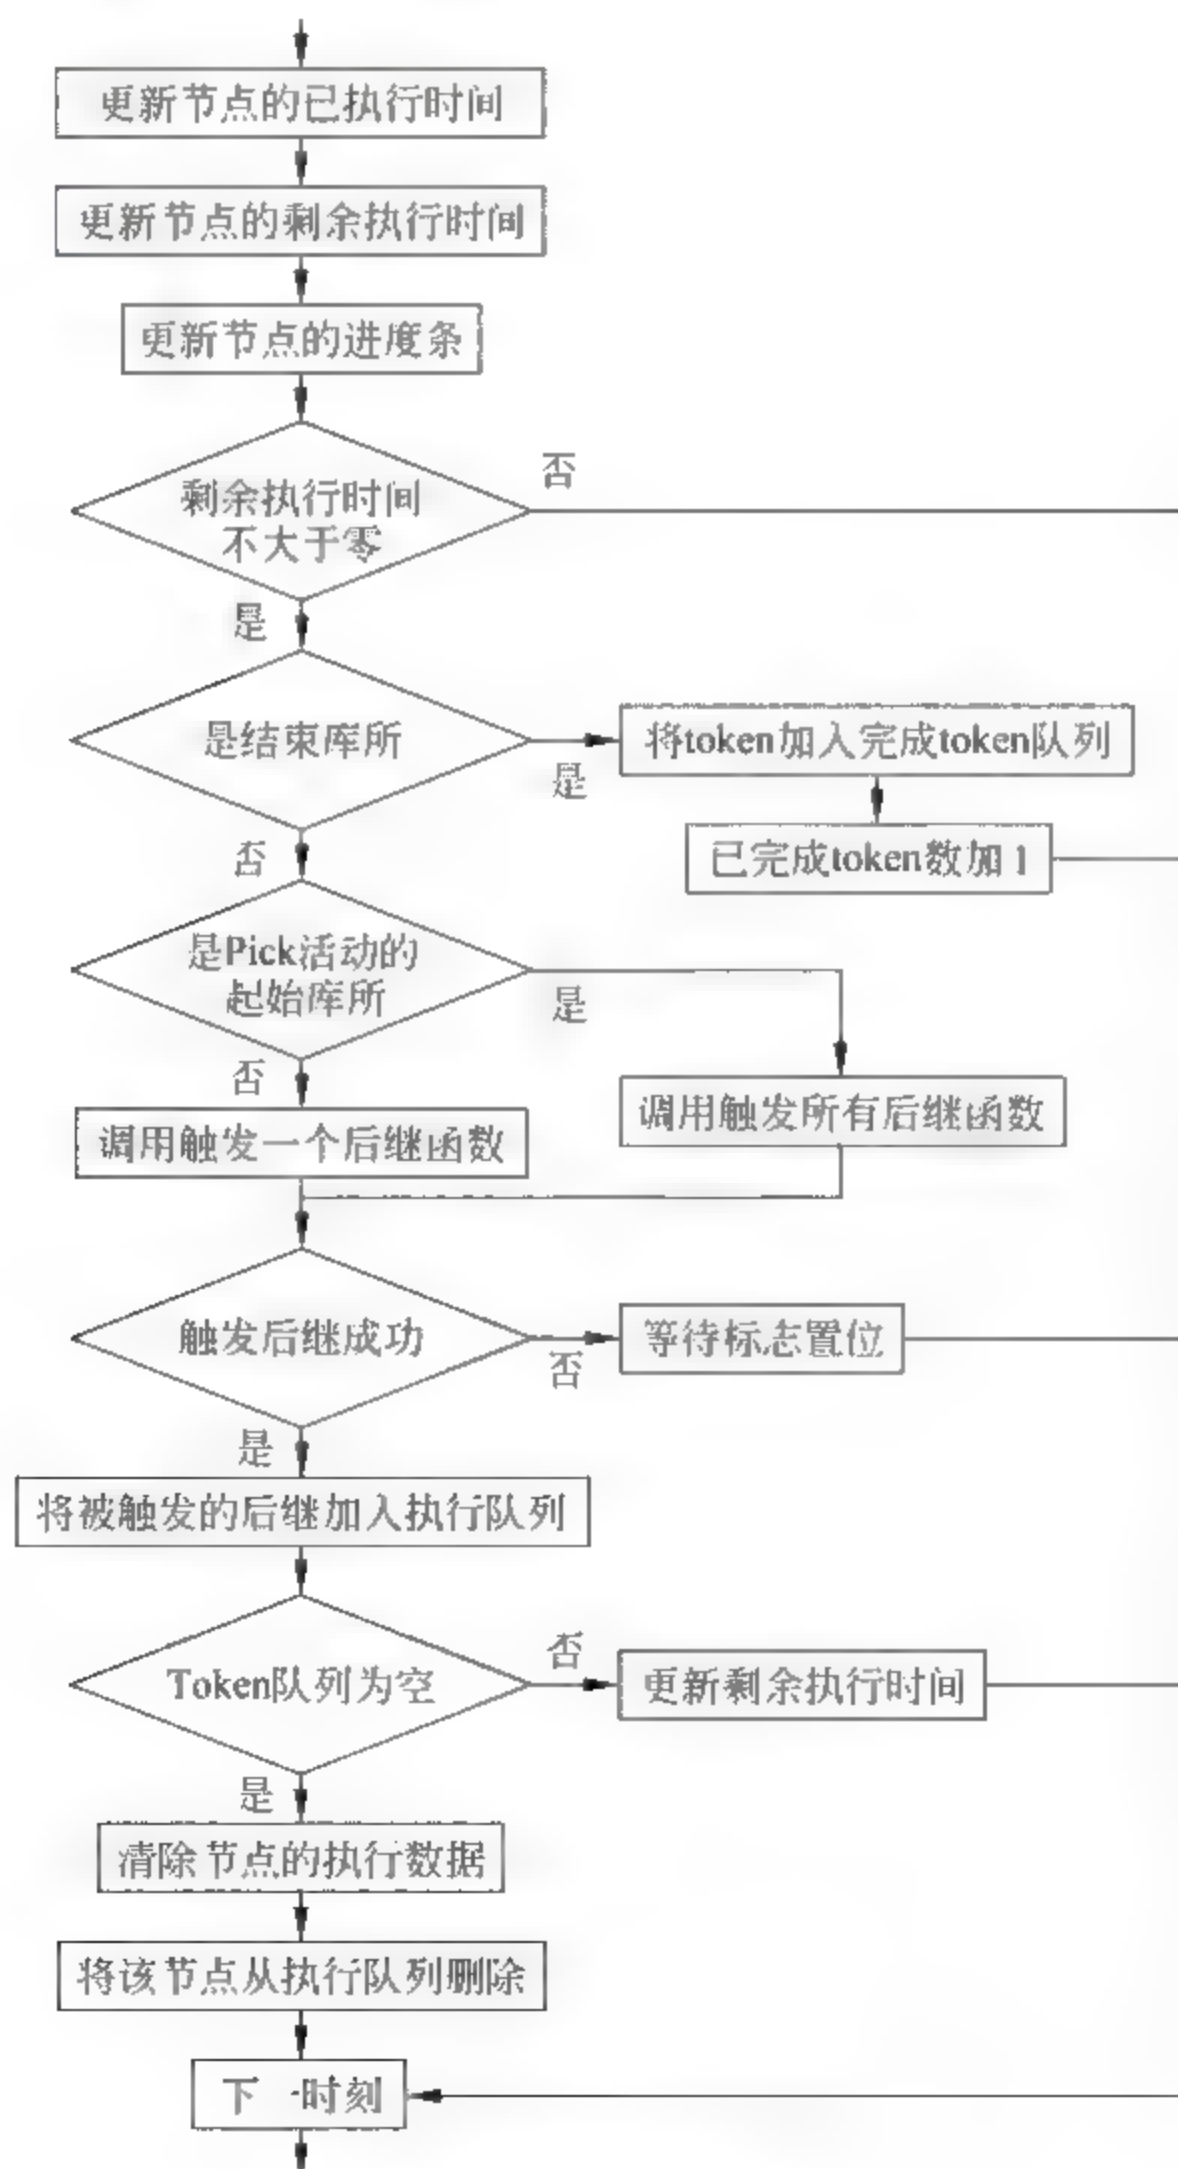 更新节点的已执行时间
更新节点的剩余执行时间
更新节点的进度条
否
剩余执行时间
不大于零
是
是结束库所
将token加入完成token队列
是
否
已完成token数加1
是Pick活动的
起始库所
是
否
调用触发所有后继函数
调用触发一个后继函数
触发后继成功
等待标志置位
否
是
将被触发的后继加入执行队列
否
Token队列为空
更新剩余执行时间
是
清除节点的执行数据
将该节点从执行队列删除
下一时刻